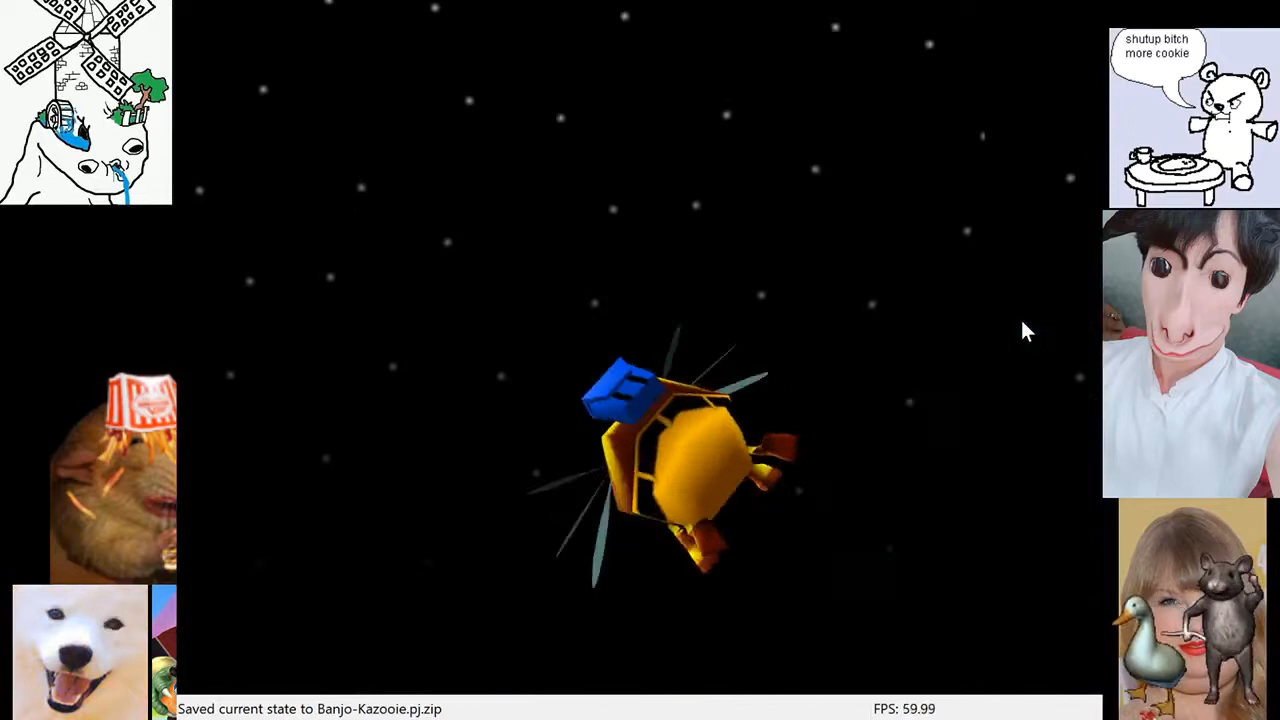 shutup bitch
more cookie
Saved current state to Banjo-Kazooie.pj.zip
FPS: 59.99